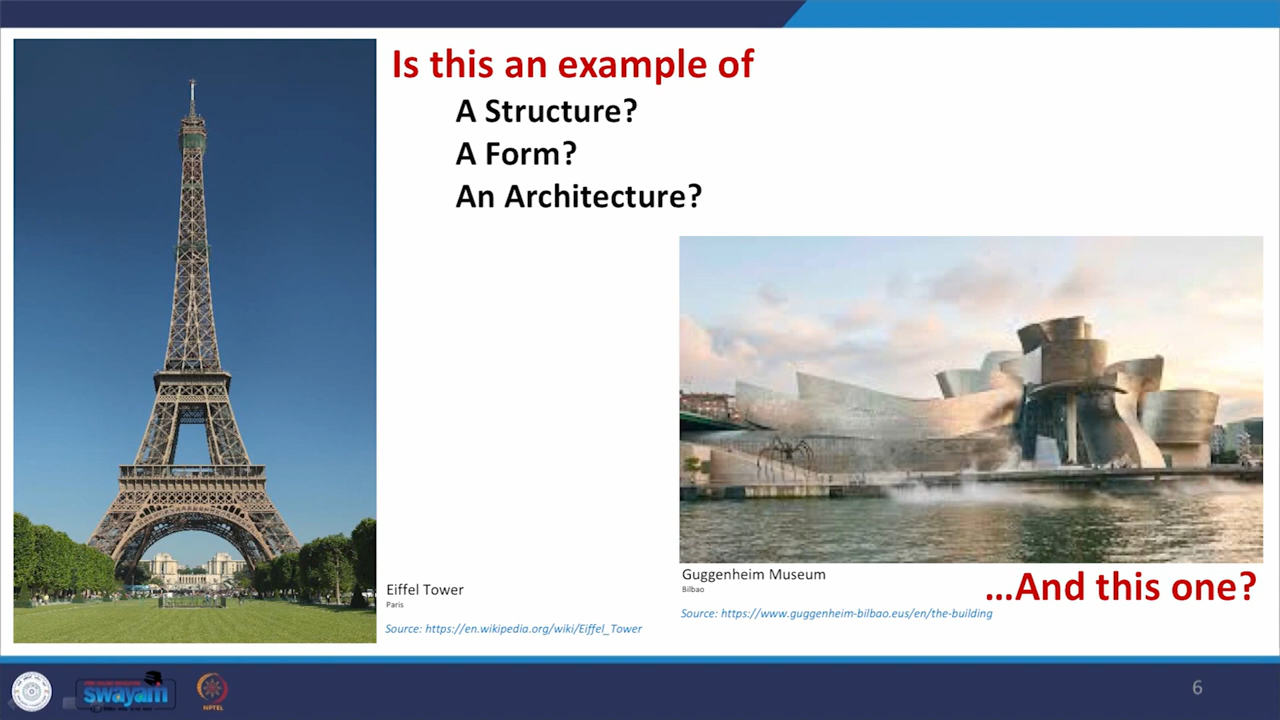 Is this an example of
A Structure?
A Form?
An Architecture?
Eiffel Tower
Paris
Source: https://en.wikipedia.org/wiki/Eiffel_Tower
Guggenheim Museum
Bilbao
Source: https://www.guggenheim-bilbao.eus/en/the-building
...And this one?
swayam
NPTEL
6